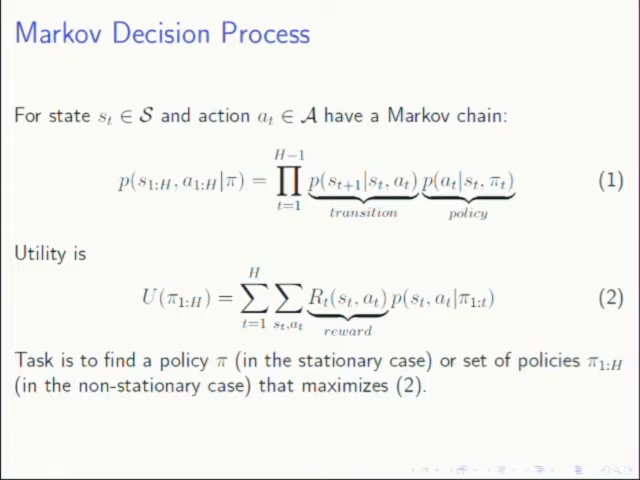 Markov Decision Process
For state s_t ∈ 𝒮 and action a_t ∈ 𝒜 have a Markov chain:
p(s_{1:H}, a_{1:H}|π) = ∏_{t=1}^{H−1} p(s_{t+1}|s_t, a_t) p(a_t|s_t, π_t) (1)
transition policy
Utility is
U(π_{1:H}) = ∑_{t=1}^{H} ∑_{s_t,a_t} R_t(s_t, a_t) p(s_t, a_t|π_{1:t}) (2)
reward
Task is to find a policy π (in the stationary case) or set of policies π_{1:H}
(in the non-stationary case) that maximizes (2).